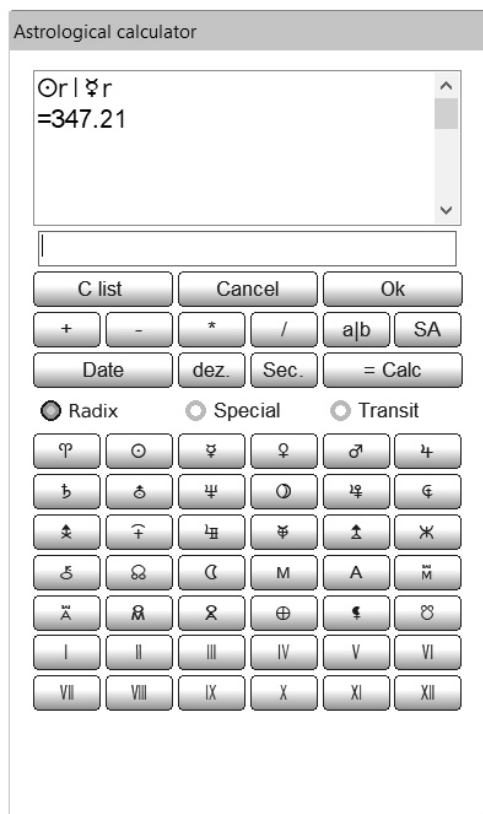 Astrological calculator
☉r | ☿r
=347.21
C list Cancel Ok
+ - * / a|b SA
Date dez. Sec. = Calc
Radix Special Transit
♈ ☉ ☿ ♀ ♂ ♃
♄ ⛢ ♆
M A M
A
I II III IV V VI
VII VIII IX X XI XII